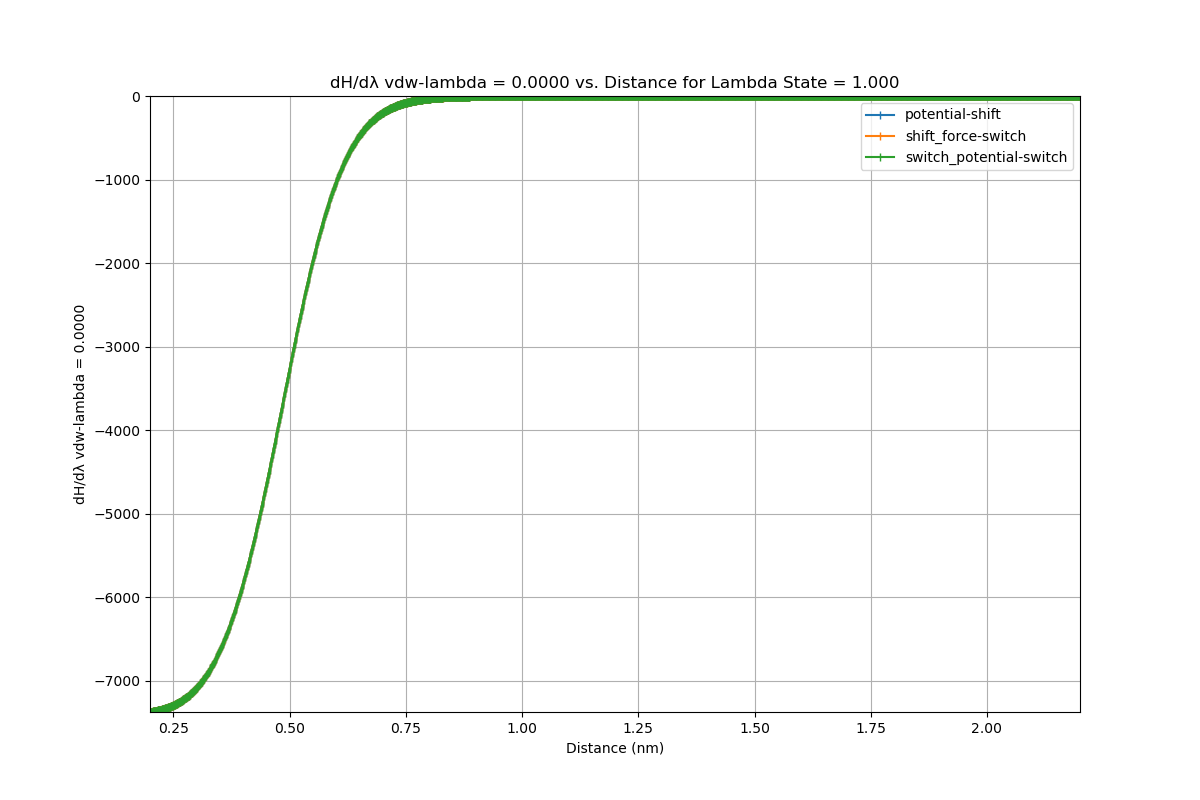 dH/dλ vdw-lambda = 0.0000 vs. Distance for Lambda State = 1.000
potential-shift
shift_force-switch
switch_potential-switch
dH/dλ vdw-lambda = 0.0000
0
−1000
−2000
−3000
−4000
−5000
−6000
−7000
0.25 0.50 0.75 1.00 1.25 1.50 1.75 2.00
Distance (nm)